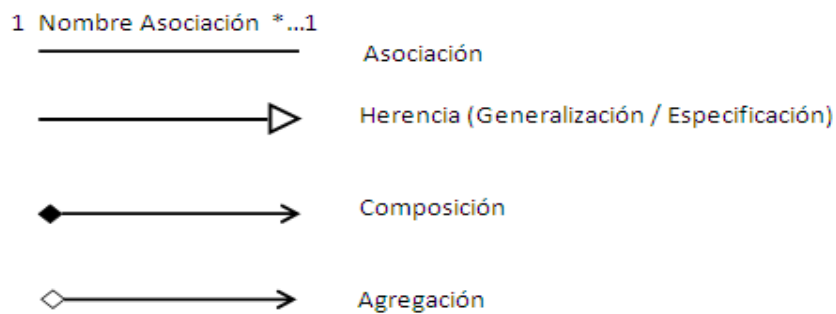 1 Nombre Asociación *...1
Asociación
Herencia (Generalización / Especificación)
Composición
Agregación